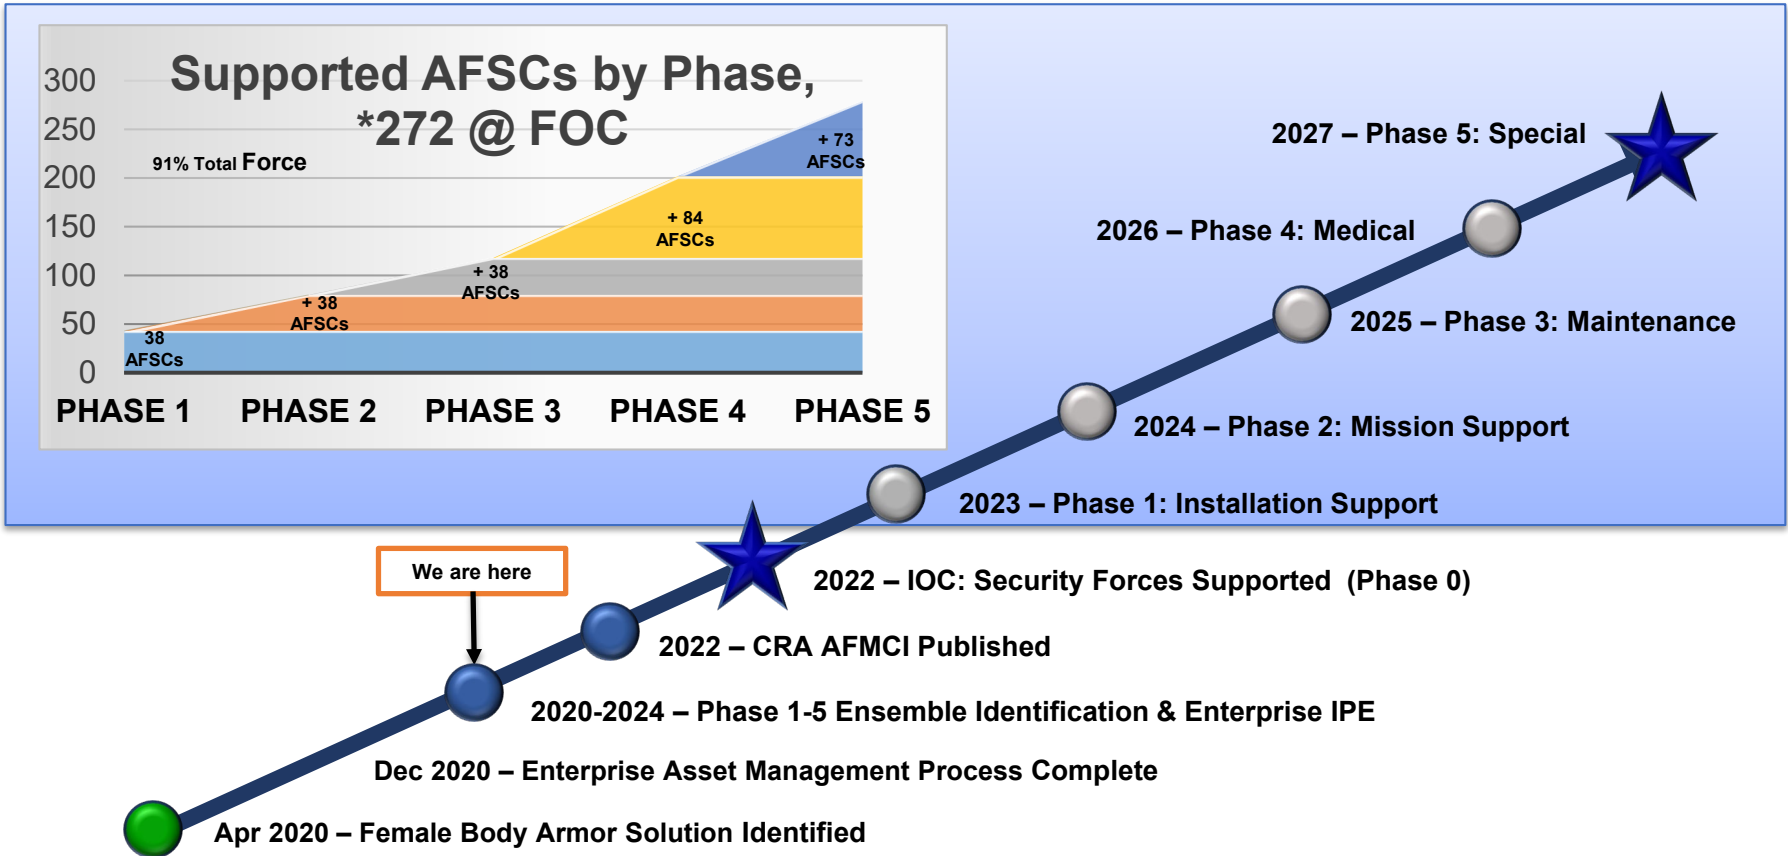 Supported AFSCs by Phase,
*272 @ FOC
91% Total Force
300
250
200
150
100
50
0
38
AFSCs
+ 38
AFSCs
+ 38
AFSCs
+ 84
AFSCs
+ 73
AFSCs
PHASE 1
PHASE 2
PHASE 3
PHASE 4
PHASE 5
2027 – Phase 5: Special
2026 – Phase 4: Medical
2025 – Phase 3: Maintenance
2024 – Phase 2: Mission Support
2023 – Phase 1: Installation Support
2022 – IOC: Security Forces Supported (Phase 0)
We are here
2022 – CRA AFMCI Published
2020-2024 – Phase 1-5 Ensemble Identification & Enterprise IPE
Dec 2020 – Enterprise Asset Management Process Complete
Apr 2020 – Female Body Armor Solution Identified